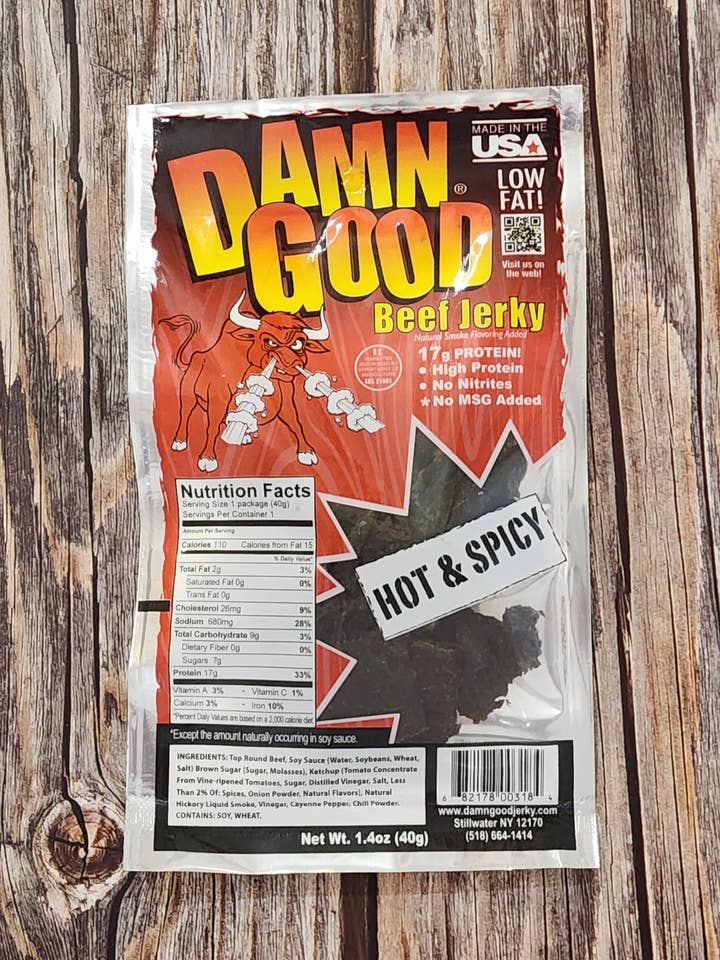 DAMN
GOOD®
Beef Jerky
Natural Smoke Flavoring Added
MADE IN THE
USA
LOW
FAT!
Visit us on
the web!
17g PROTEIN!
• High Protein
• No Nitrites
* No MSG Added
HOT & SPICY
Nutrition Facts
Serving Size 1 package (40g)
Servings Per Container 1
Amount Per Serving
Calories 110 Calories from Fat 15
% Daily Value*
Total Fat 2g 3%
Saturated Fat 0g 0%
Trans Fat 0g
Cholesterol 26mg 9%
Sodium 680mg 28%
Total Carbohydrate 9g 3%
Dietary Fiber 0g 0%
Sugars 7g
Protein 17g 33%
Vitamin A 3% • Vitamin C 1%
Calcium 3% • Iron 10%
*Percent Daily Values are based on a 2,000 calorie diet
*Except the amount naturally occurring in soy sauce.
INGREDIENTS: Top Round Beef, Soy Sauce (Water, Soybeans, Wheat,
Salt) Brown Sugar (Sugar, Molasses), Ketchup (Tomato Concentrate
From Vine-ripened Tomatoes, Sugar, Distilled Vinegar, Salt, Less
Than 2% Of: Spices, Onion Powder, Natural Flavors), Natural
Hickory Liquid Smoke, Vinegar, Cayenne Pepper, Chili Powder.
CONTAINS: SOY, WHEAT.
Net Wt. 1.4oz (40g)
6 82178 00318 4
www.damngoodjerky.com
Stillwater NY 12170
(518) 664-1414